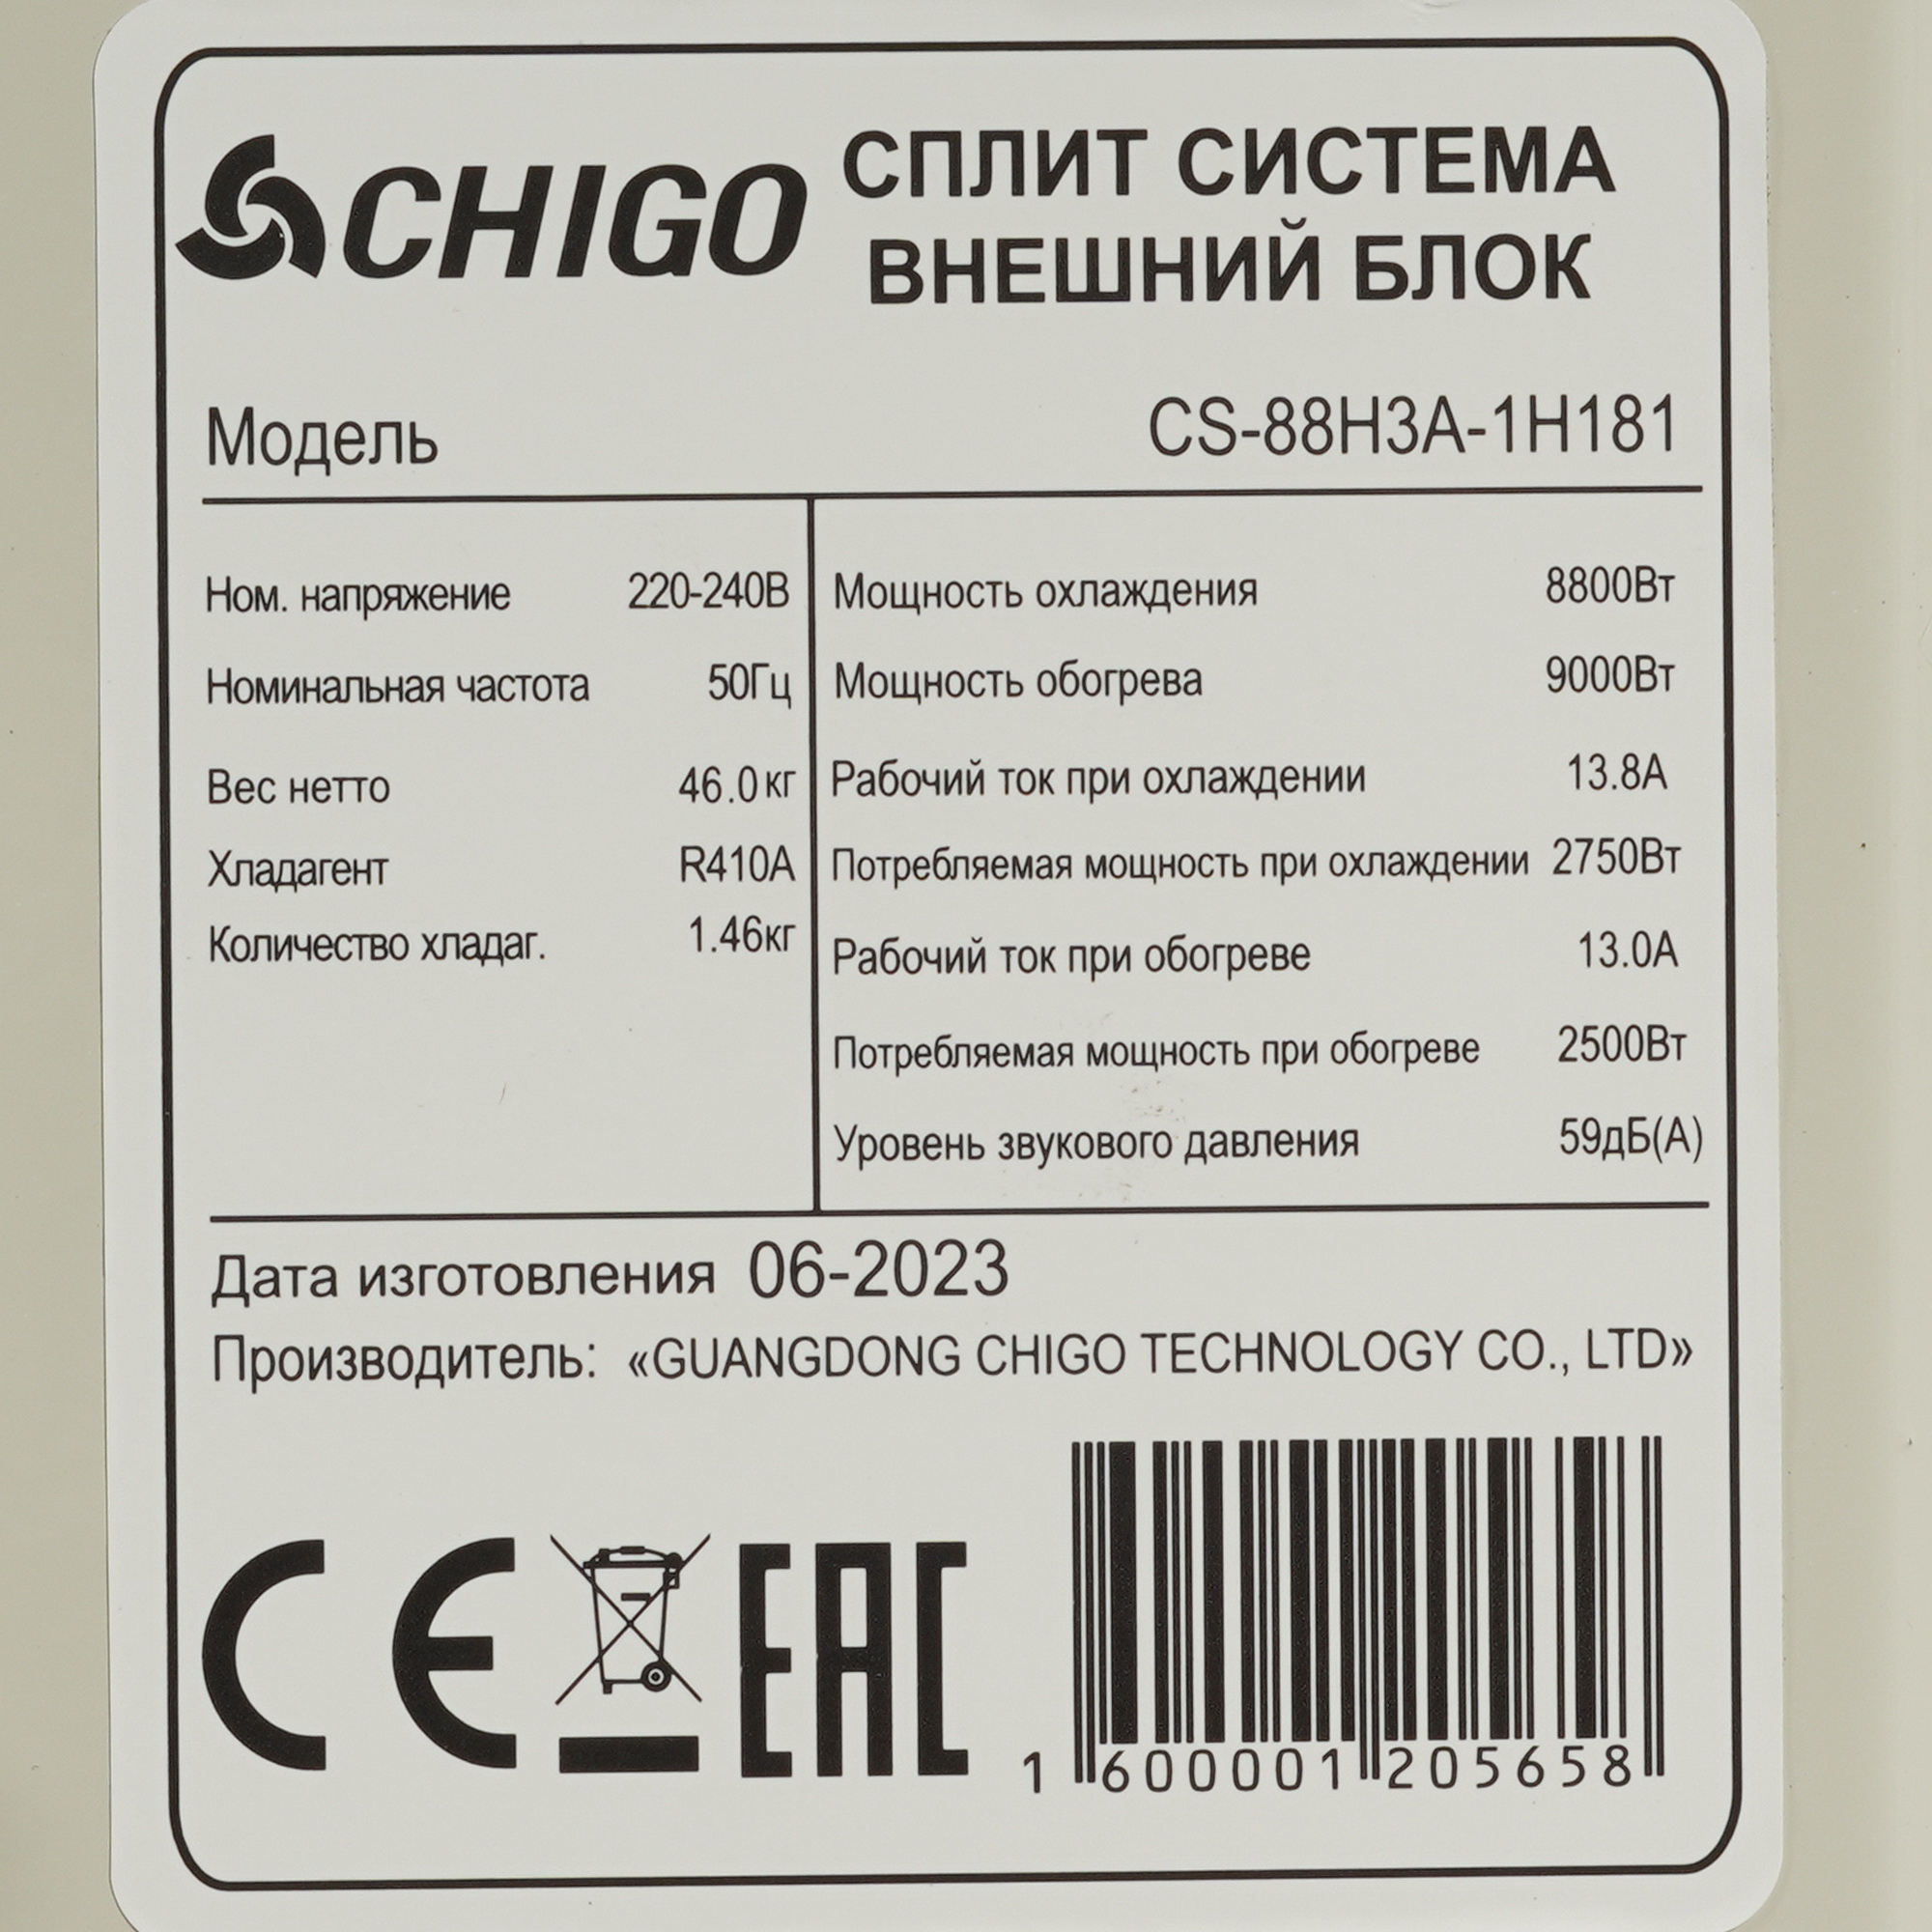 CHIGO
СПЛИТ СИСТЕМА
ВНЕШНИЙ БЛОК
Модель CS-88H3A-1H181
Ном. напряжение 220-240В
Номинальная частота 50Гц
Вес нетто 46.0кг
Хладагент R410A
Количество хладаг. 1.46кг
Мощность охлаждения 8800Вт
Мощность обогрева 9000Вт
Рабочий ток при охлаждении 13.8А
Потребляемая мощность при охлаждении 2750Вт
Рабочий ток при обогреве 13.0А
Потребляемая мощность при обогреве 2500Вт
Уровень звукового давления 59дБ(А)
Дата изготовления 06-2023
Производитель: «GUANGDONG CHIGO TECHNOLOGY CO., LTD»
CE EAC
1 600001 205658